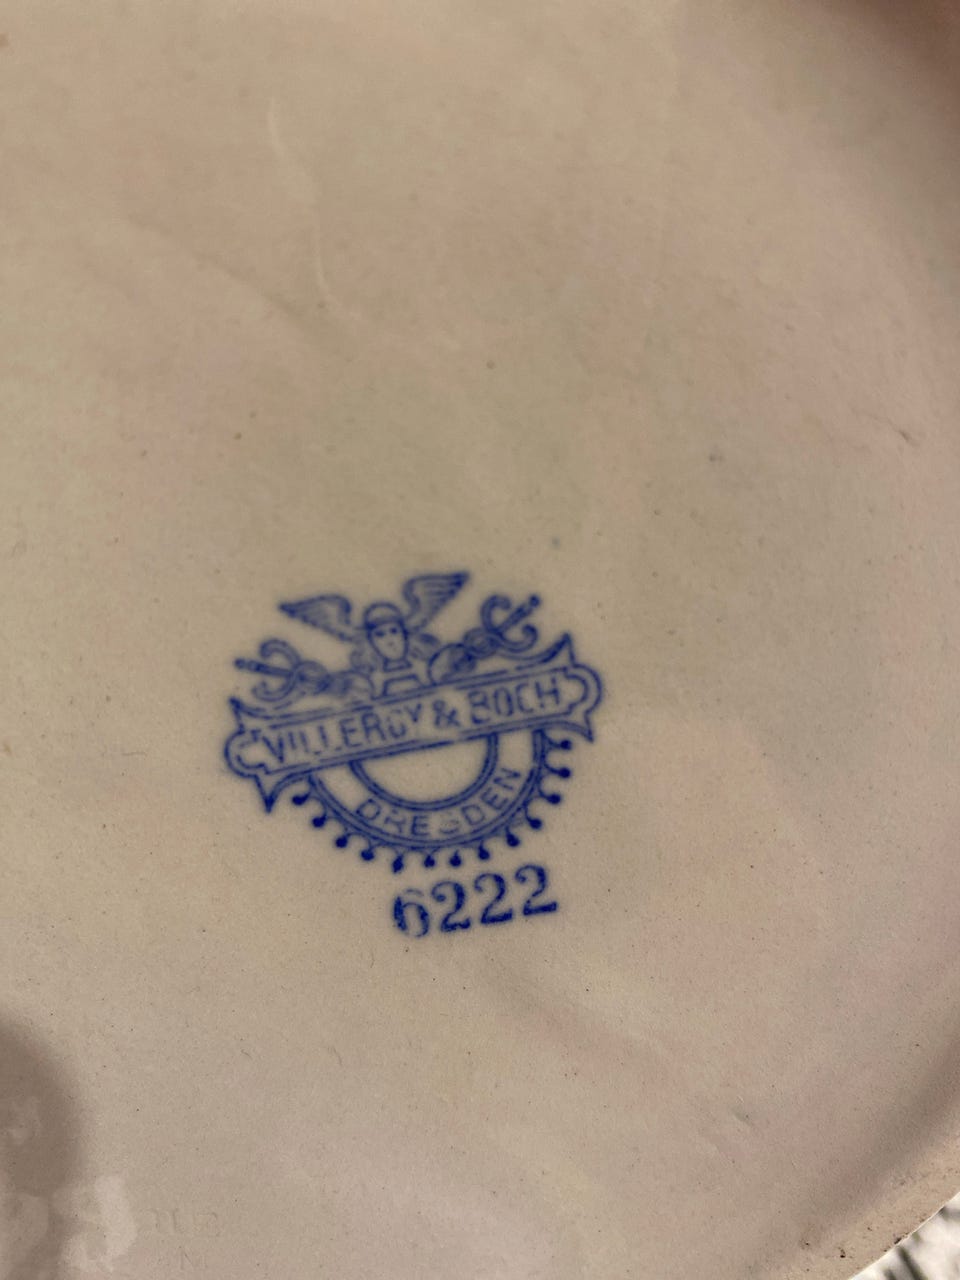 VILLEROY & BOCH
DRESDEN
6222